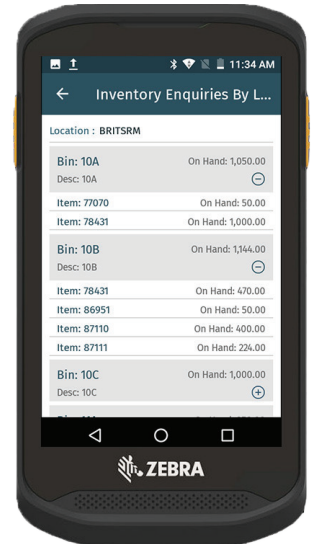 11:34 AM
Inventory Enquiries By L...
Location : BRITSRM
Bin: 10A On Hand: 1,050.00
Desc: 10A
Item: 77070 On Hand: 50.00
Item: 78431 On Hand: 1,000.00
Bin: 10B On Hand: 1,144.00
Desc: 10B
Item: 78431 On Hand: 470.00
Item: 86951 On Hand: 50.00
Item: 87110 On Hand: 400.00
Item: 87111 On Hand: 224.00
Bin: 10C On Hand: 1,000.00
Desc: 10C
ZEBRA